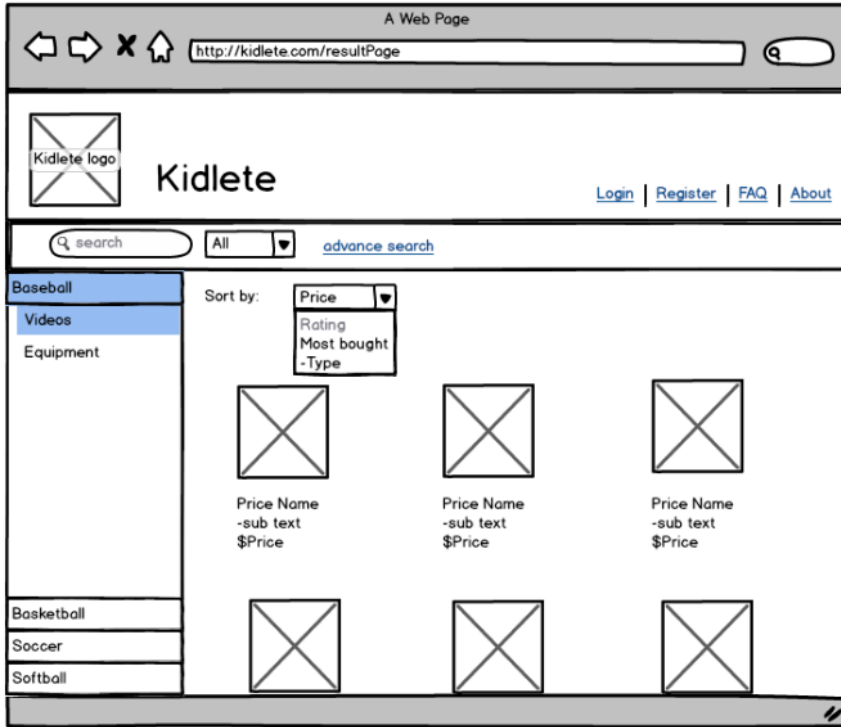 A Web Page
http://kidlete.com/resultPage
Kidlete logo
Kidlete
Login | Register | FAQ | About
search
All
advance search
Baseball
Videos
Equipment
Basketball
Soccer
Softball
Sort by:
Price
Rating
Most bought
-Type
Price Name
-sub text
$Price
Price Name
-sub text
$Price
Price Name
-sub text
$Price